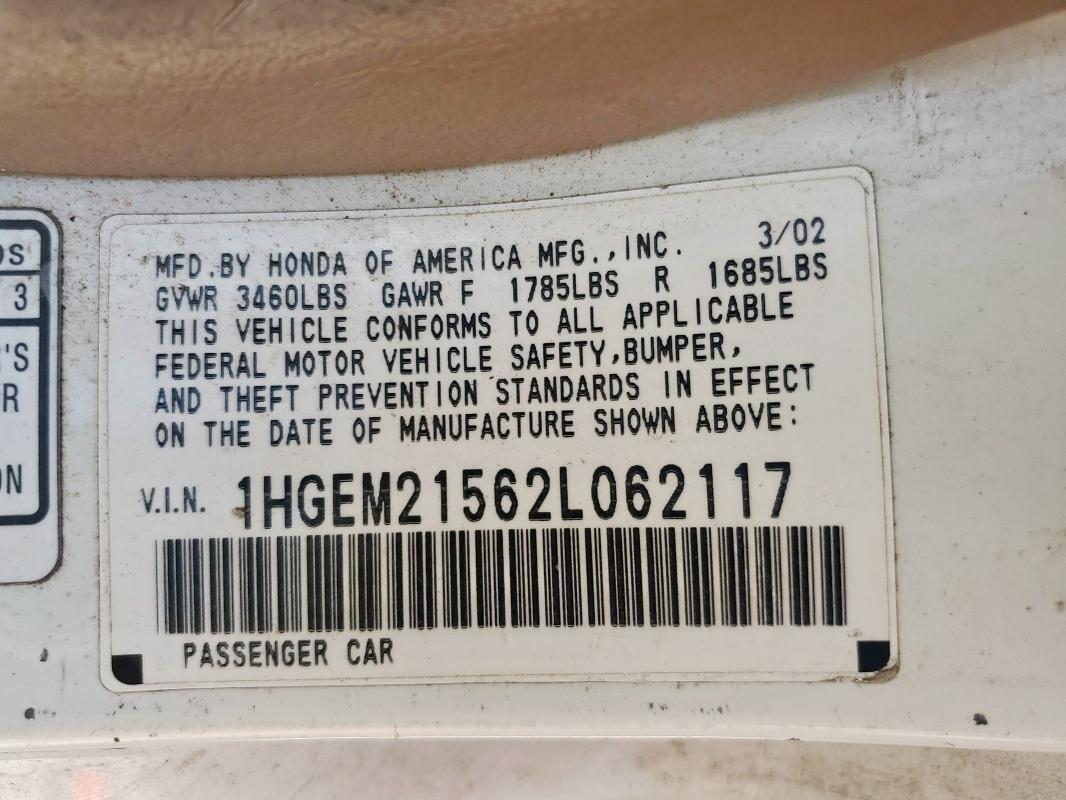 3/02
MFD.BY HONDA OF AMERICA MFG.,INC.
GVWR 3460LBS GAWR F 1785LBS R 1685LBS
THIS VEHICLE CONFORMS TO ALL APPLICABLE
FEDERAL MOTOR VEHICLE SAFETY,BUMPER,
AND THEFT PREVENTION STANDARDS IN EFFECT
ON THE DATE OF MANUFACTURE SHOWN ABOVE:
V.I.N. 1HGEM21562L062117
PASSENGER CAR
3
'S
R
ON